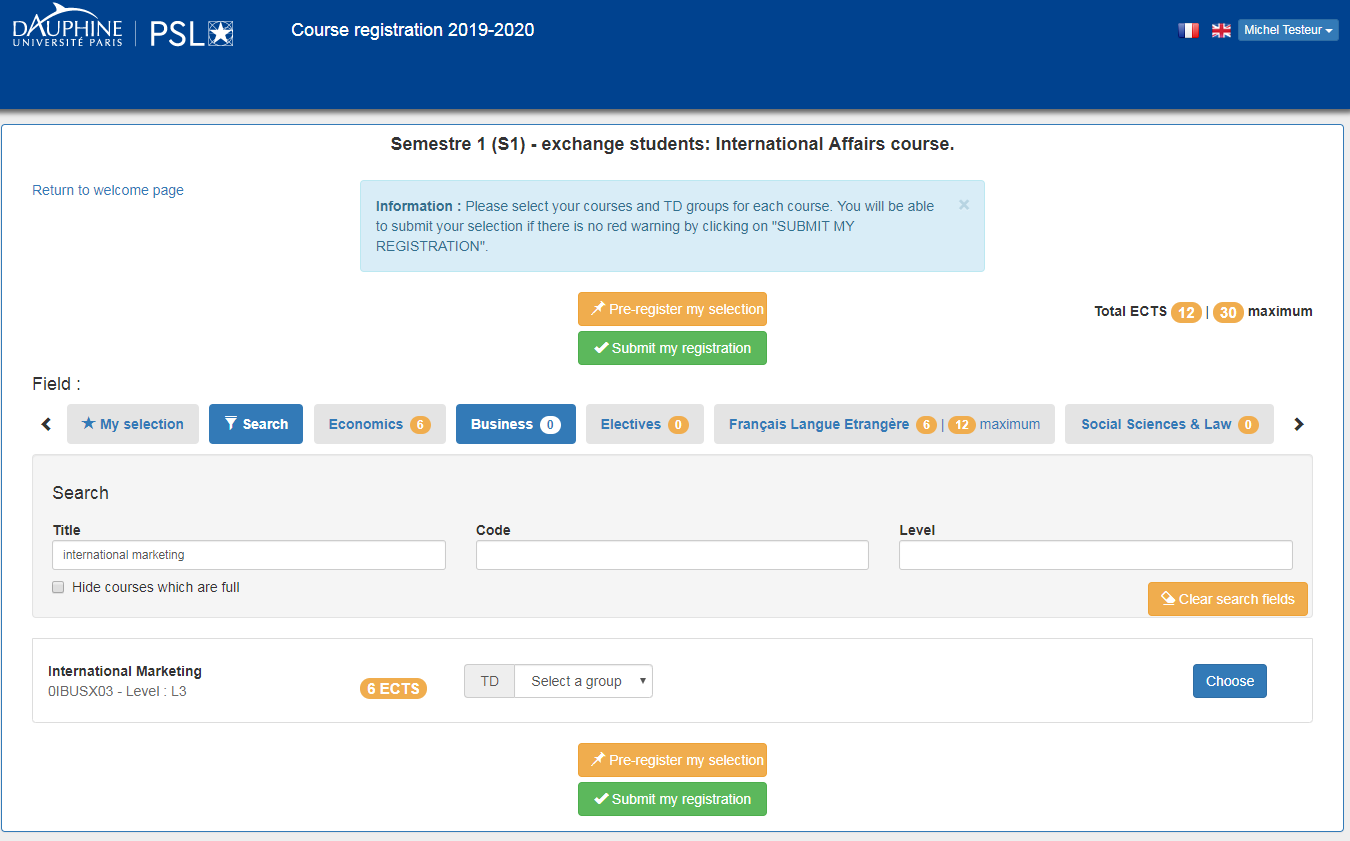 DAUPHINE
UNIVERSITÉ PARIS
PSL
Course registration 2019-2020
Michel Testeur
Semestre 1 (S1) - exchange students: International Affairs course.
Return to welcome page
Information : Please select your courses and TD groups for each course. You will be able
to submit your selection if there is no red warning by clicking on "SUBMIT MY
REGISTRATION".
×
Pre-register my selection
Submit my registration
Total ECTS 12 | 30 maximum
Field :
My selection
Search
Economics 6
Business 0
Electives 0
Français Langue Etrangère 6 | 12 maximum
Social Sciences & Law 0
Search
Title
Code
Level
international marketing
Hide courses which are full
Clear search fields
International Marketing
0IBUSX03 - Level : L3
6 ECTS
TD
Select a group
Choose
Pre-register my selection
Submit my registration